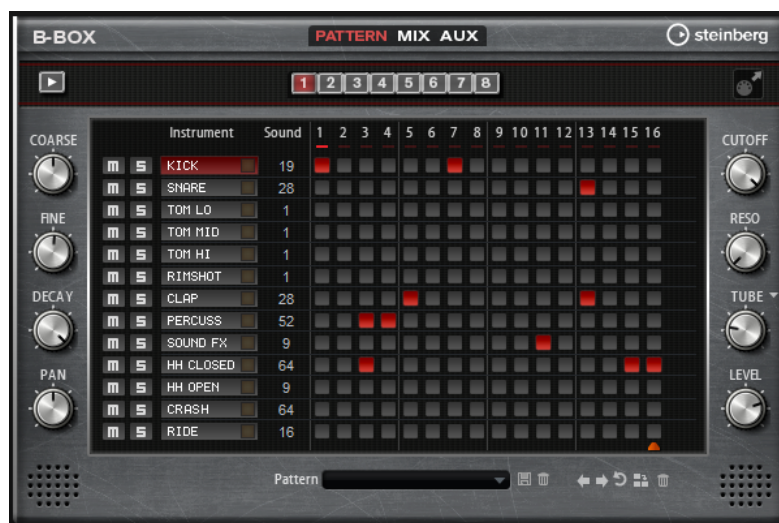 B-BOX PATTERN MIX AUX steinberg
1 2 3 4 5 6 7 8
Instrument Sound 1 2 3 4 5 6 7 8 9 10 11 12 13 14 15 16
COARSE CUTOFF
m S KICK 19
m S SNARE 28
m S TOM LO 1
FINE RESO
m S TOM MID 1
m S TOM HI 1
m S RIMSHOT 1
DECAY TUBE
m S CLAP 28
m S PERCUSS 52
m S SOUND FX 9
PAN LEVEL
m S HH CLOSED 64
m S HH OPEN 9
m S CRASH 64
m S RIDE 16
Pattern